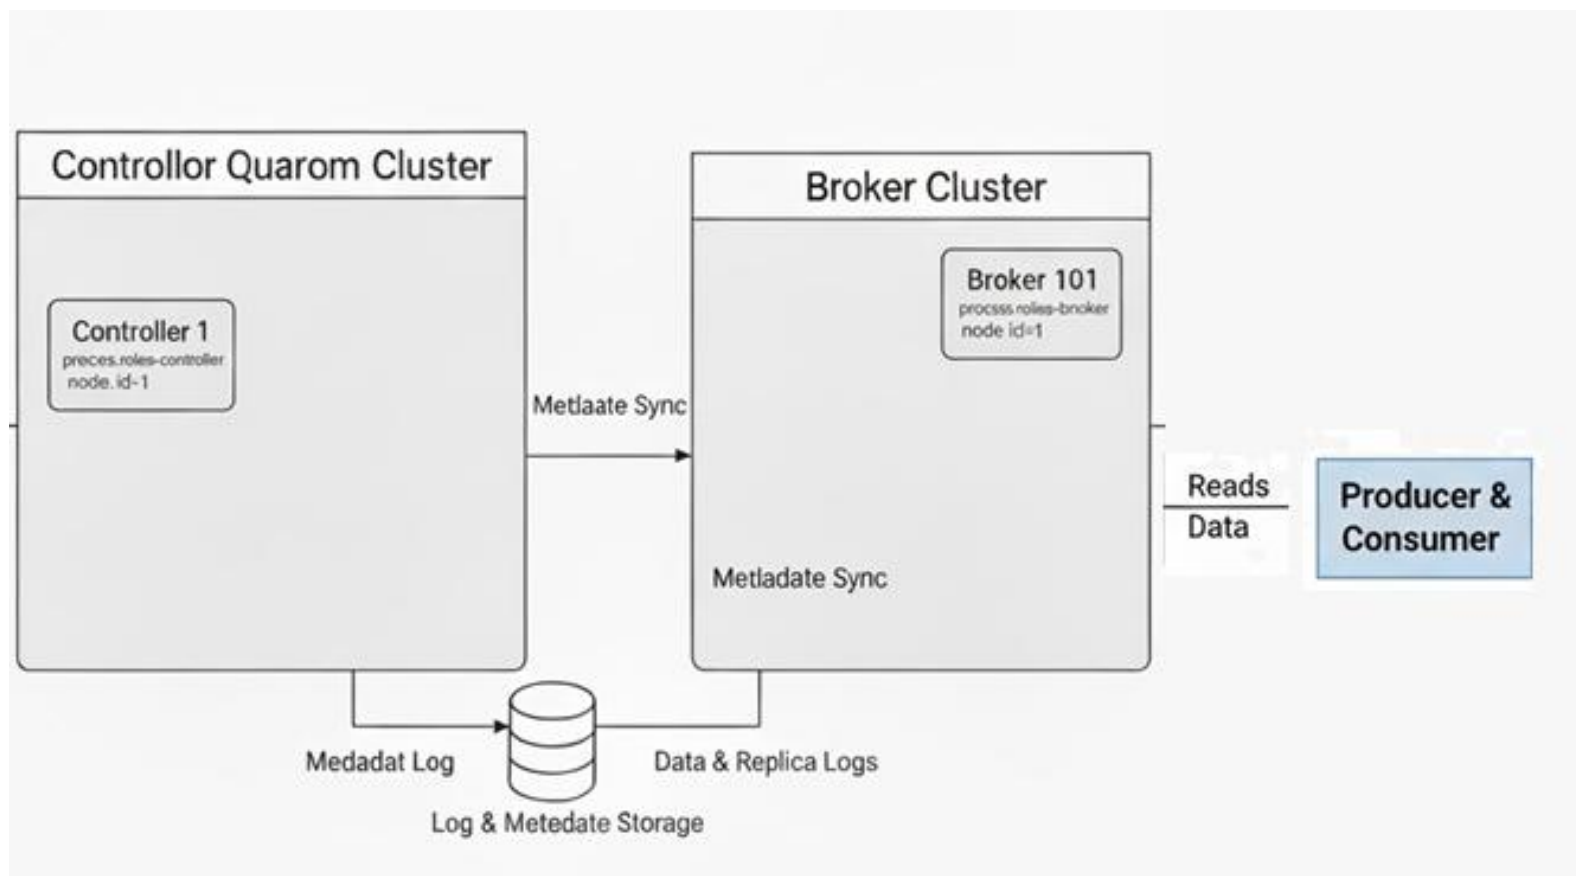 Controllor Quarom Cluster
Controller 1
preces.roles-controller
node. id-1
Metlaate Sync
Broker Cluster
Broker 101
procsss.rolies-bnoker
node id=1
Metladate Sync
Reads
Data
Producer &
Consumer
Medadat Log
Data & Replica Logs
Log & Metedate Storage